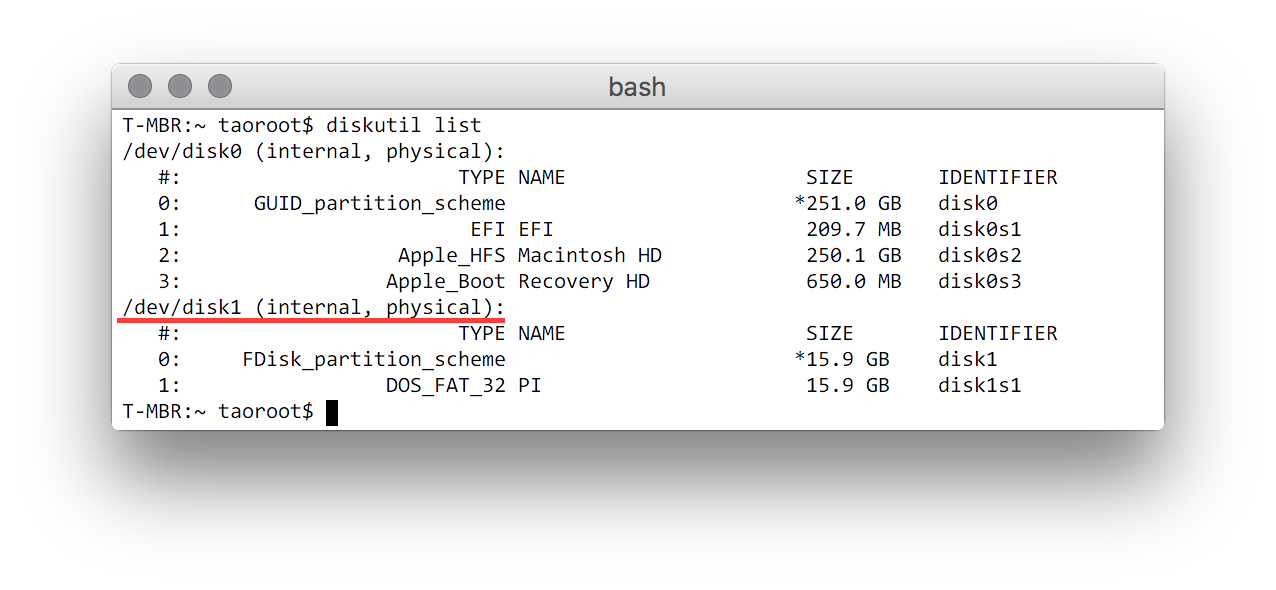 bash
T-MBR:~ taoroot$ diskutil list
/dev/disk0 (internal, physical):
#: TYPE NAME SIZE IDENTIFIER
0: GUID_partition_scheme *251.0 GB disk0
1: EFI EFI 209.7 MB disk0s1
2: Apple_HFS Macintosh HD 250.1 GB disk0s2
3: Apple_Boot Recovery HD 650.0 MB disk0s3
/dev/disk1 (internal, physical):
#: TYPE NAME SIZE IDENTIFIER
0: FDisk_partition_scheme *15.9 GB disk1
1: DOS_FAT_32 PI 15.9 GB disk1s1
T-MBR:~ taoroot$